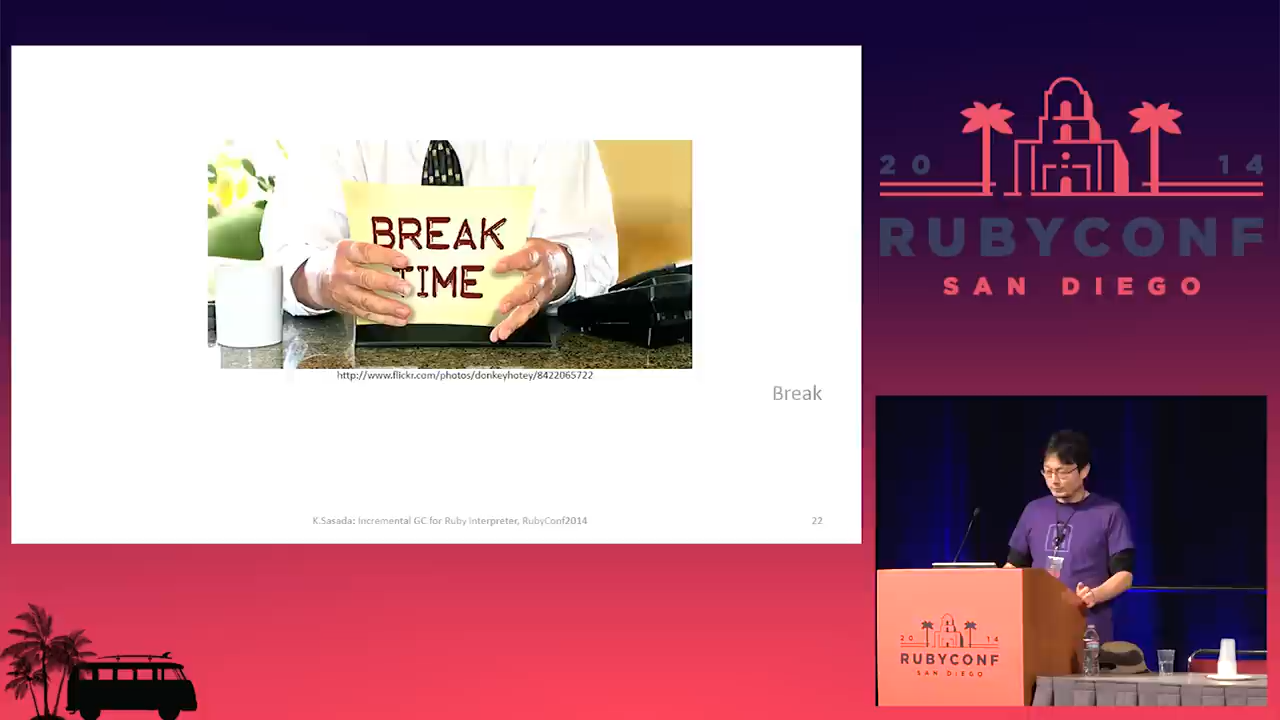 BREAK
TIME
http://www.flickr.com/photos/donkeyhotey/8422065722
Break
K.Sasada: Incremental GC for Ruby Interpreter, RubyConf2014
22
20 14
RUBYCONF
SAN DIEGO
20 14
RUBYCONF
SAN DIEGO